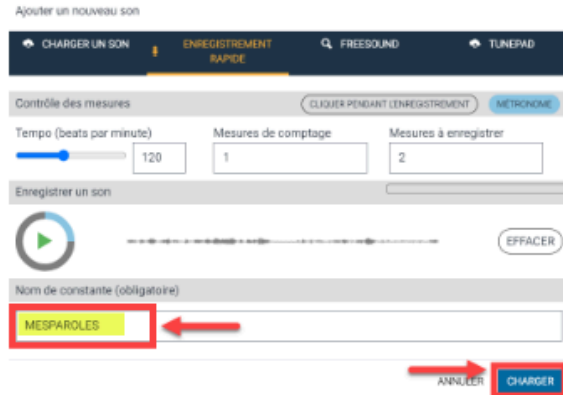 Ajouter un nouveau son
CHARGER UN SON
ENREGISTREMENT
RAPIDE
FREESOUND
TUNEPAD
Contrôle des mesures
CLIQUER PENDANT L'ENREGISTREMENT
MÉTRONOME
Tempo (beats par minute)
Mesures de comptage
Mesures à enregistrer
120
1
2
Enregistrer un son
EFFACER
Nom de constante (obligatoire)
MESPAROLES
ANNULER
CHARGER